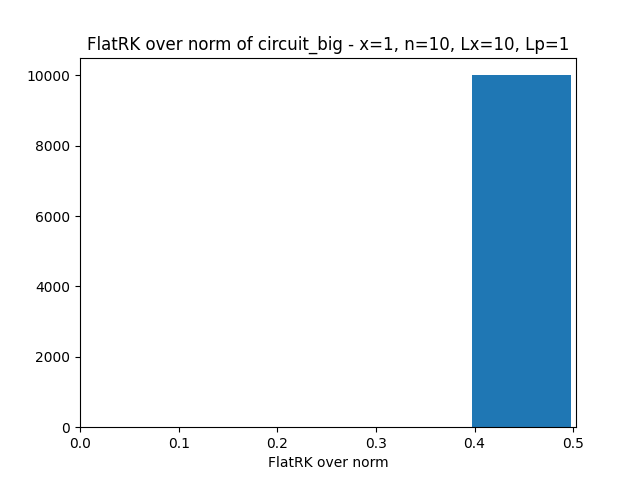 FlatRK over norm of circuit_big - x=1, n=10, Lx=10, Lp=1
10000
8000
6000
4000
2000
0
0.0 0.1 0.2 0.3 0.4 0.5
FlatRK over norm